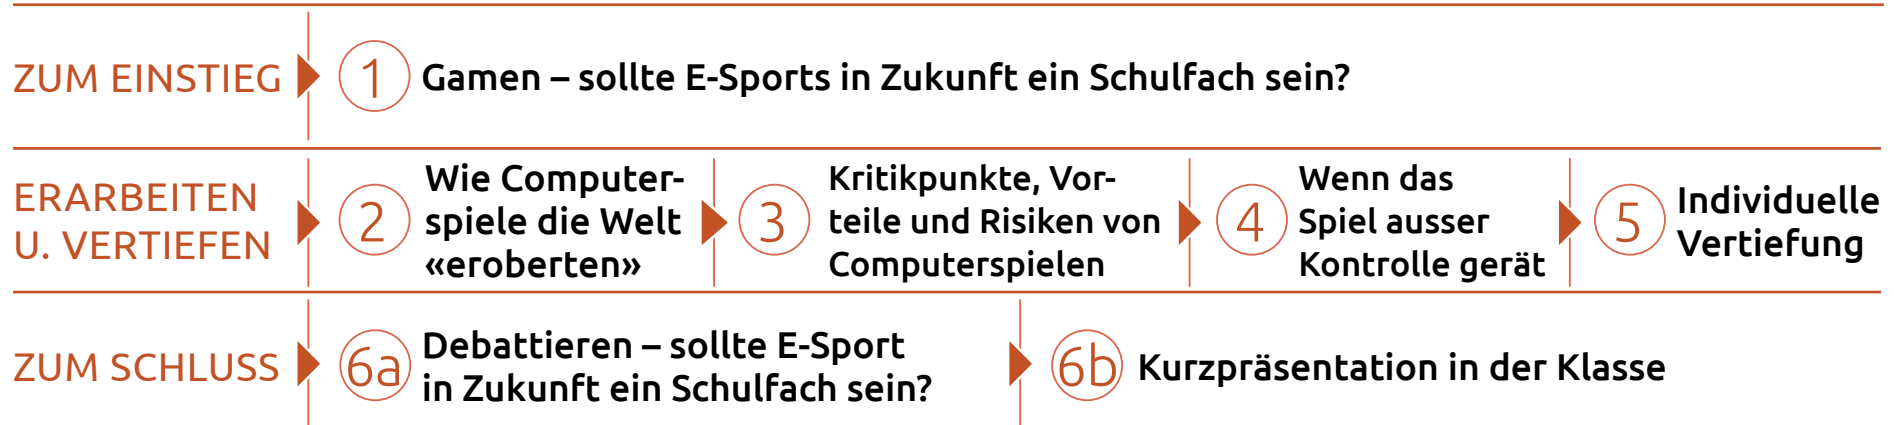 ZUM EINSTIEG
1
Gamen – sollte E-Sports in Zukunft ein Schulfach sein?
ERARBEITEN
U. VERTIEFEN
2
Wie Computer-
spiele die Welt
«eroberten»
3
Kritikpunkte, Vor-
teile und Risiken von
Computerspielen
4
Wenn das
Spiel ausser
Kontrolle gerät
5
Individuelle
Vertiefung
ZUM SCHLUSS
6a
Debattieren – sollte E-Sport
in Zukunft ein Schulfach sein?
6b
Kurzpräsentation in der Klasse